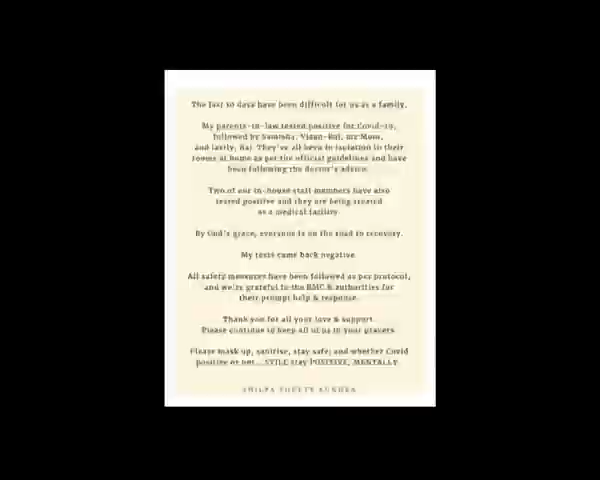 The last 10 days have been difficult for us as a family.
My parents-in-law tested positive for Covid-19,
followed by Samisha, Viaan-Raj, my Mom,
and lastly, Raj. They've all been in isolation in their
rooms at home as per the official guidelines and have
been following the doctor's advice.
Two of our in-house staff members have also
tested positive and they are being treated
at a medical facility.
By God's grace, everyone is on the road to recovery.
My tests came back negative.
All safety measures have been followed as per protocol,
and we're grateful to the BMC & authorities for
their prompt help & response.
Thank you for all your love & support.
Please continue to keep all of us in your prayers.
Please mask up, sanitise, stay safe; and whether Covid
positive or not... STILL stay POSITIVE, MENTALLY.
SHILPA SHETTY KUNDRA